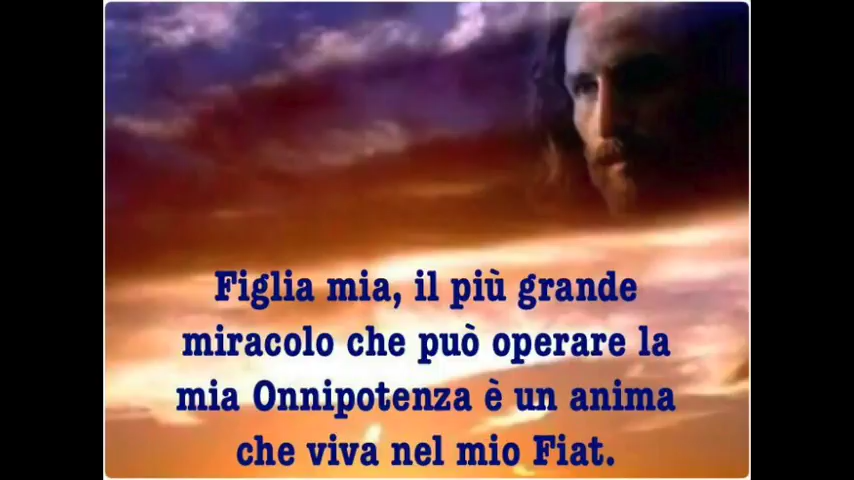 Figlia mia, il più grande
miracolo che può operare la
mia Onnipotenza è un anima
che viva nel mio Fiat.